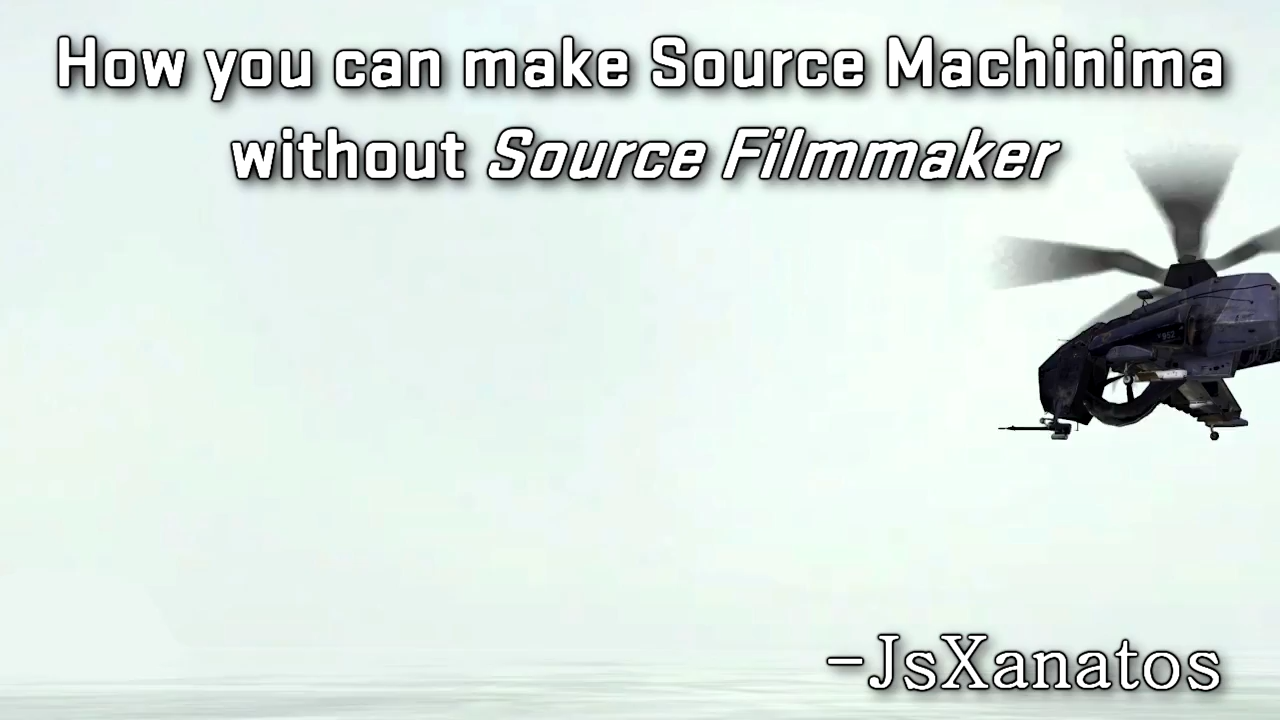 How you can make Source Machinima
without Source Filmmaker
-JsXanatos